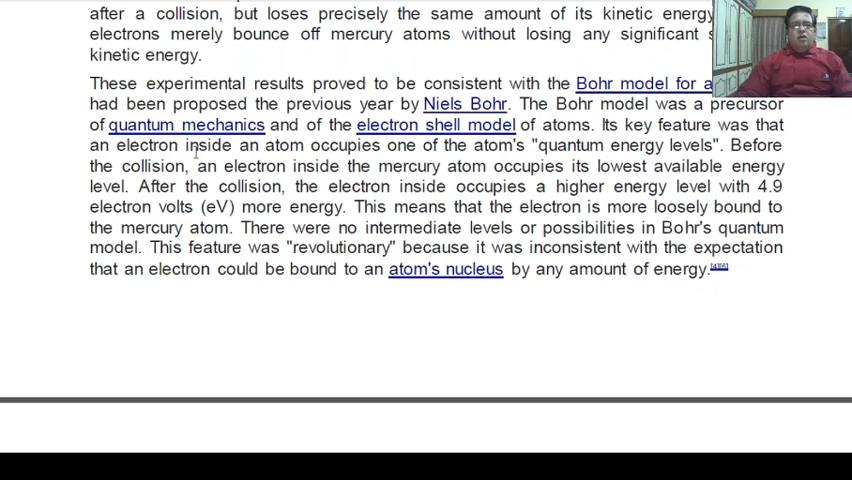 after a collision, but loses precisely the same amount of its kinetic energy
electrons merely bounce off mercury atoms without losing any significant
kinetic energy.
These experimental results proved to be consistent with the Bohr model for
had been proposed the previous year by Niels Bohr. The Bohr model was a precursor
of quantum mechanics and of the electron shell model of atoms. Its key feature was that
an electron inside an atom occupies one of the atom's "quantum energy levels". Before
the collision, an electron inside the mercury atom occupies its lowest available energy
level. After the collision, the electron inside occupies a higher energy level with 4.9
electron volts (eV) more energy. This means that the electron is more loosely bound to
the mercury atom. There were no intermediate levels or possibilities in Bohr's quantum
model. This feature was "revolutionary" because it was inconsistent with the expectation
that an electron could be bound to an atom's nucleus by any amount of energy.